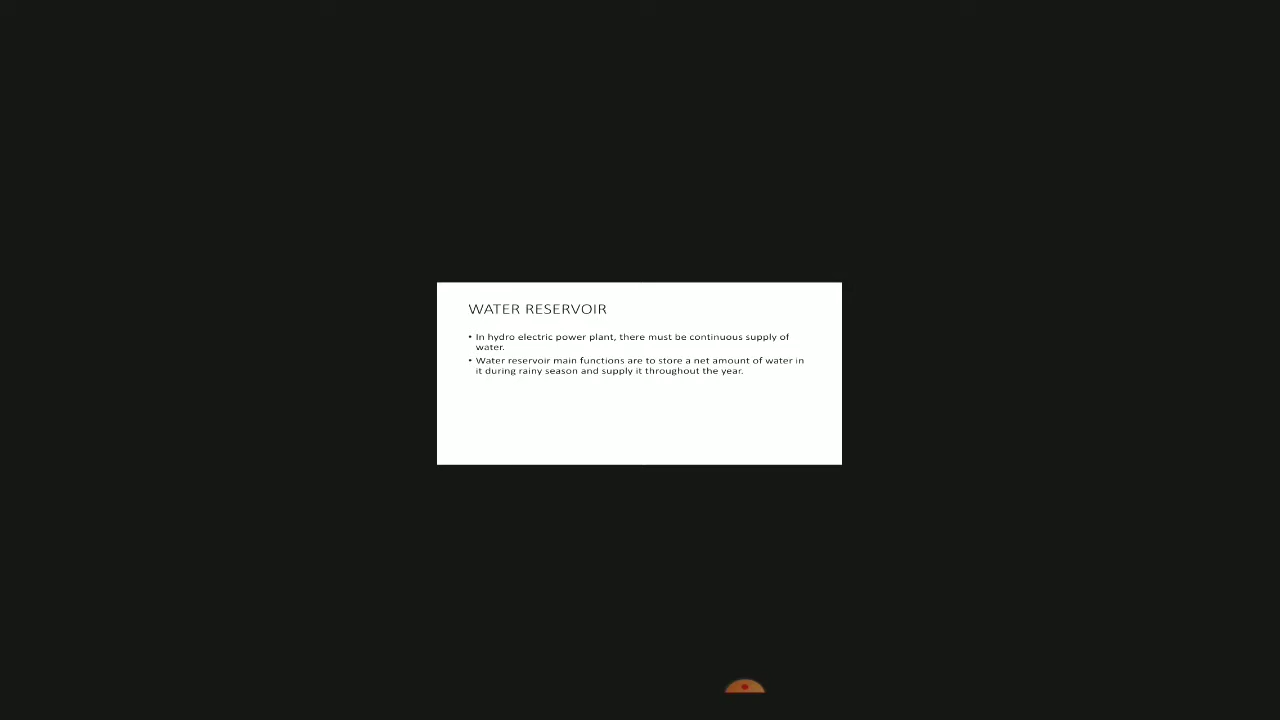 WATER RESERVOIR
• In hydro electric power plant, there must be continuous supply of
water.
• Water reservoir main functions are to store a net amount of water in
it during rainy season and supply it throughout the year.